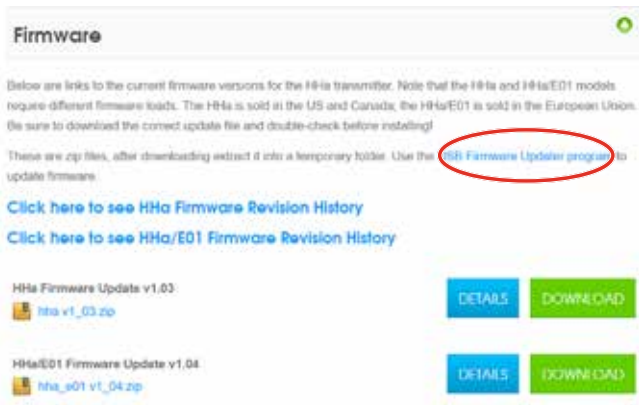 Firmware
Below are links to the current firmware versions for the HHa transmitter. Note that the HHa and HHa/E01 models
require different firmware loads. The HHa is sold in the US and Canada; the HHa/E01 is sold in the European Union.
Be sure to download the correct update file and double-check before installing!
These are zip files, after downloading extract it into a temporary folder. Use the USB Firmware Updater program to
update firmware.
Click here to see HHa Firmware Revision History
Click here to see HHa/E01 Firmware Revision History
HHa Firmware Update v1.03
DETAILS DOWNLOAD
hha v1_03.zip
HHa/E01 Firmware Update v1.04
DETAILS DOWNLOAD
hha_e01 v1_04.zip